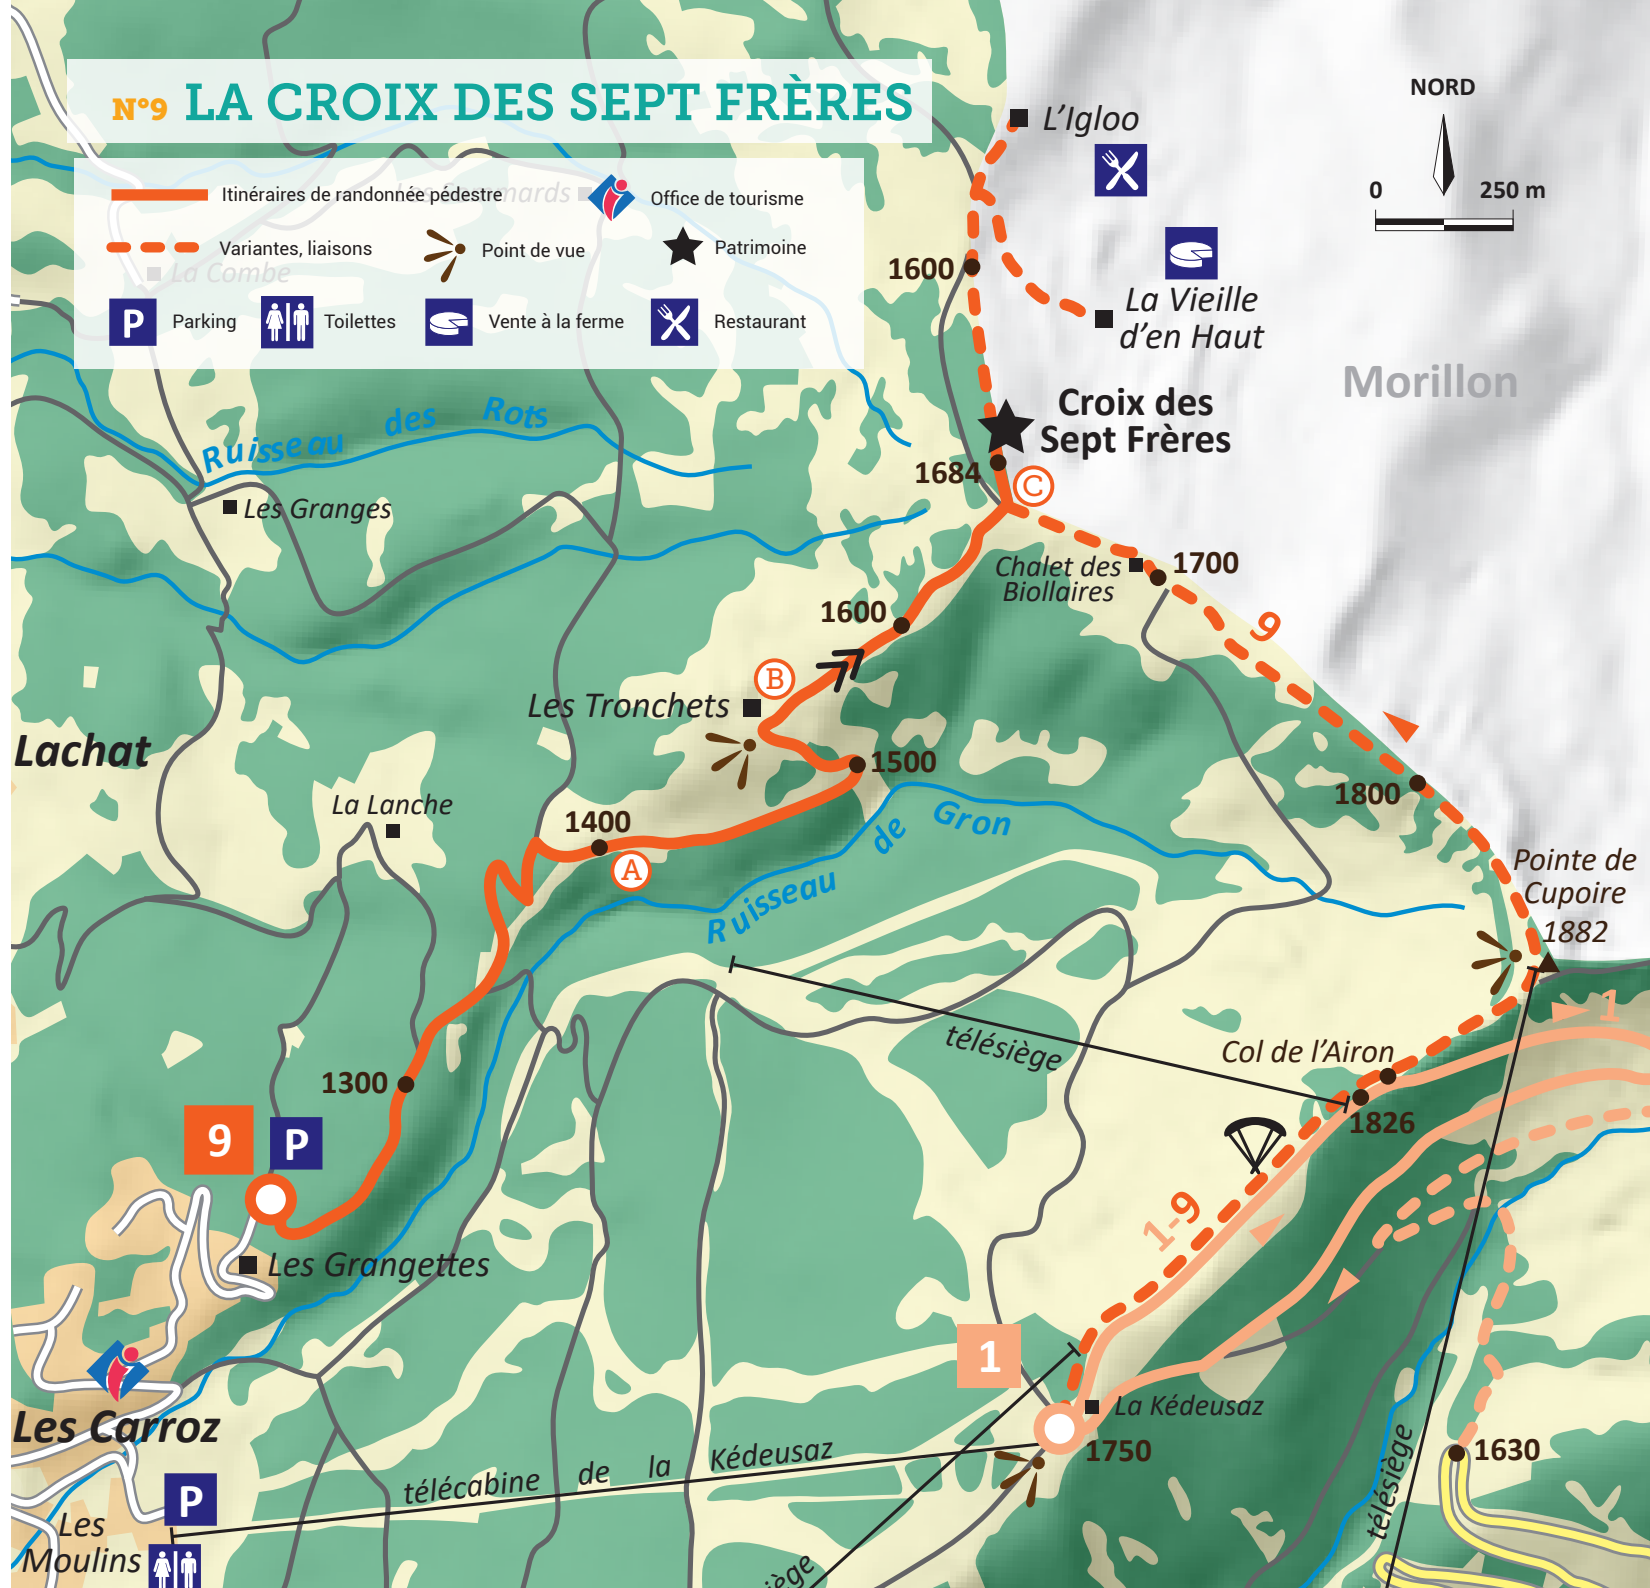 N°9 LA CROIX DES SEPT FRÈRES
Itinéraires de randonnée pédestre
Office de tourisme
Variantes, liaisons
Point de vue
Patrimoine
La Combe
P Parking
Toilettes
Vente à la ferme
Restaurant
NORD
0 250 m
L'Igloo
1600
La Vieille
d'en Haut
Morillon
Croix des
Sept Frères
1684
C
Ruisseau des Rots
Les Granges
Chalet des
Biollaires
1700
9
1600
B
Les Tronchets
Lachat
1500
1800
La Lanche
1400
A
Ruisseau de Gron
Pointe de
Cupoire
1882
1
télésiège
Col de l'Airon
1826
1300
9
P
1-9
Les Grangettes
1
La Kédeusaz
1750
Les Carroz
télécabine de la Kédeusaz
télésiège
1630
P
Les
Moulins